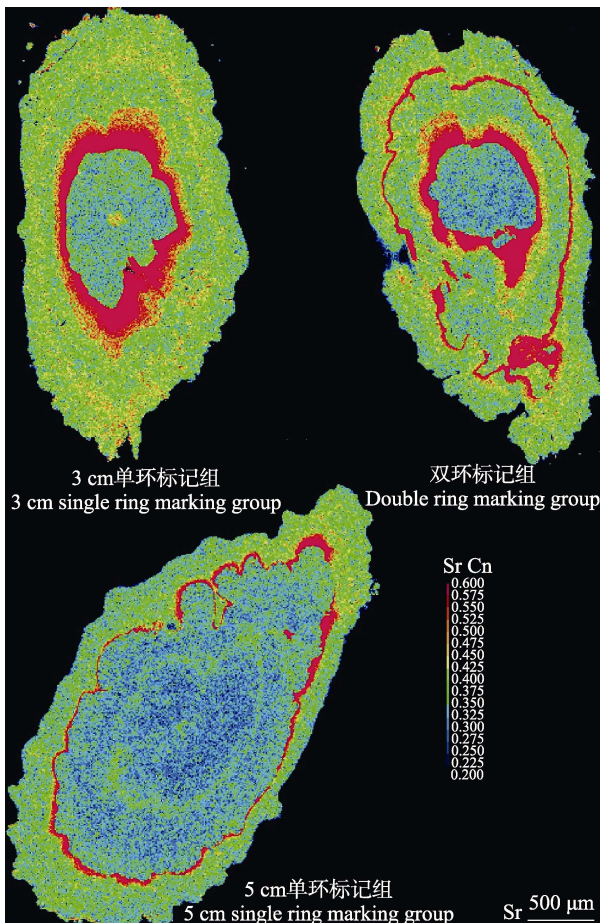 3 cm单环标记组
3 cm single ring marking group
双环标记组
Double ring marking group
Sr Cn
0.600
0.575
0.550
0.525
0.500
0.475
0.450
0.425
0.400
0.375
0.350
0.325
0.300
0.275
0.250
0.225
0.200
5 cm单环标记组
5 cm single ring marking group
Sr 500 μm